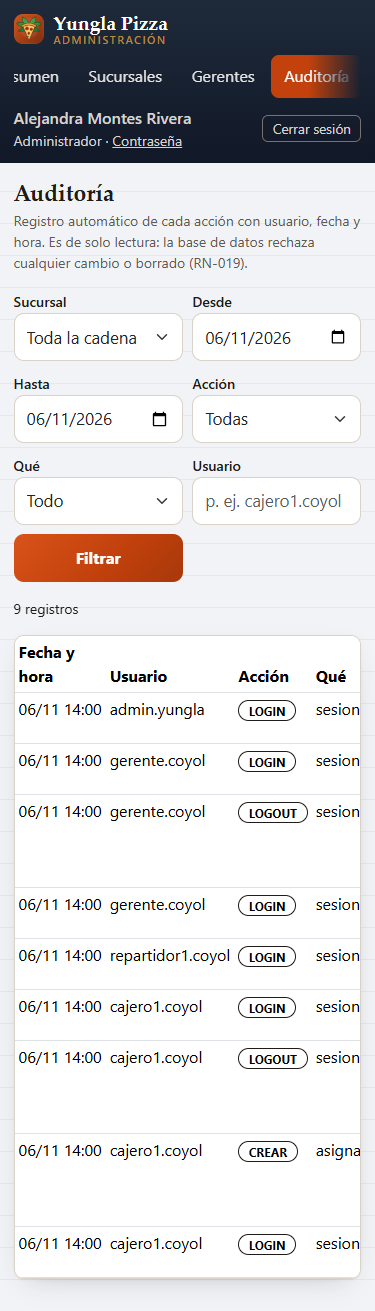 Yungla Pizza
ADMINISTRACIÓN
sumen Sucursales Gerentes Auditoría
Alejandra Montes Rivera
Administrador · Contraseña
Cerrar sesión
Auditoría
Registro automático de cada acción con usuario, fecha y
hora. Es de solo lectura: la base de datos rechaza
cualquier cambio o borrado (RN-019).
Sucursal Desde
Toda la cadena 06/11/2026
Hasta Acción
06/11/2026 Todas
Qué Usuario
Todo p. ej. cajero1.coyol
Filtrar
9 registros
Fecha y
hora Usuario Acción Qué
06/11 14:00 admin.yungla LOGIN sesion
06/11 14:00 gerente.coyol LOGIN sesion
06/11 14:00 gerente.coyol LOGOUT sesion
06/11 14:00 gerente.coyol LOGIN sesion
06/11 14:00 repartidor1.coyol LOGIN sesion
06/11 14:00 cajero1.coyol LOGIN sesion
06/11 14:00 cajero1.coyol LOGOUT sesion
06/11 14:00 cajero1.coyol CREAR asigna
06/11 14:00 cajero1.coyol LOGIN sesion